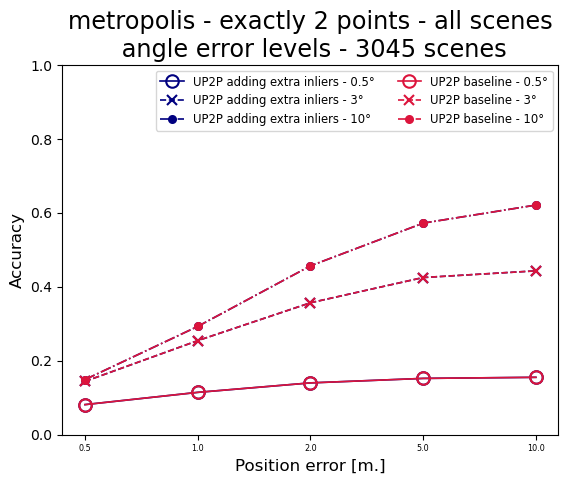 metropolis - exactly 2 points - all scenes
angle error levels - 3045 scenes
UP2P adding extra inliers - 0.5°
UP2P adding extra inliers - 3°
UP2P adding extra inliers - 10°
UP2P baseline - 0.5°
UP2P baseline - 3°
UP2P baseline - 10°
Accuracy
1.0
0.8
0.6
0.4
0.2
0.0
0.5 1.0 2.0 5.0 10.0
Position error [m.]